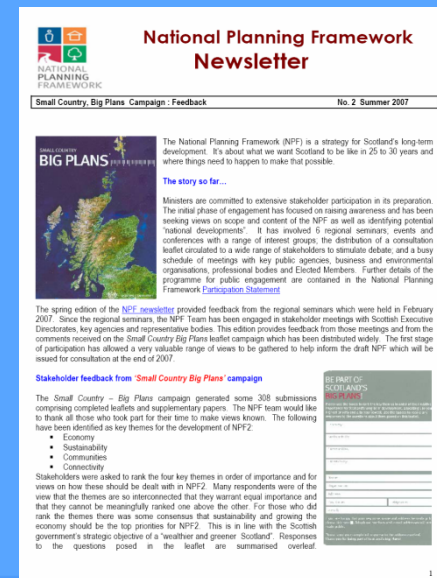 National Planning Framework
Newsletter
NATIONAL
PLANNING
FRAMEWORK
Small Country, Big Plans Campaign : Feedback
No. 2 Summer 2007
SMALL COUNTRY
BIG PLANS
The National Planning Framework (NPF) is a strategy for Scotland's long-term
development. It's about what we want Scotland to be like in 25 to 30 years and
where things need to happen to make that possible.
The story so far…
Ministers are committed to extensive stakeholder participation in its preparation.
The initial phase of engagement has focused on raising awareness and has been
seeking views on scope and content of the NPF as well as identifying potential
"national developments". It has involved 6 regional seminars; events and
conferences with a range of interest groups; the distribution of a consultation
leaflet circulated to a wide range of stakeholders to stimulate debate; and a busy
schedule of meetings with key public agencies, business and environmental
organisations, professional bodies and Elected Members. Further details of the
programme for public engagement are contained in the National Planning
Framework Participation Statement
The spring edition of the NPF newsletter provided feedback from the regional seminars which were held in February
2007. Since the regional seminars, the NPF Team has been engaged in stakeholder meetings with Scottish Executive
Directorates, key agencies and representative bodies. This edition provides feedback from those meetings and from the
comments received on the Small Country Big Plans leaflet campaign which has been distributed widely. The first stage
of participation has allowed a very valuable range of views to be gathered to help inform the draft NPF which will be
issued for consultation at the end of 2007.
Stakeholder feedback from 'Small Country Big Plans' campaign
The Small Country – Big Plans campaign generated some 308 submissions
comprising completed leaflets and supplementary papers. The NPF team would like
to thank all those who took part for their time to make views known. The following
have been identified as key themes for the development of NPF2:
• Economy
• Sustainability
• Communities
• Connectivity
Stakeholders were asked to rank the four key themes in order of importance and for
views on how these should be dealt with in NPF2. Many respondents were of the
view that the themes are so interconnected that they warrant equal importance and
that they cannot be meaningfully ranked one above the other. For those who did
rank the themes there was some consensus that sustainability and growing the
economy should be the top priorities for NPF2. This is in line with the Scottish
government's strategic objective of a "wealthier and greener Scotland". Responses
to the questions posed in the leaflet are summarised overleaf.
BE PART OF
SCOTLAND'S
BIG PLANS
1